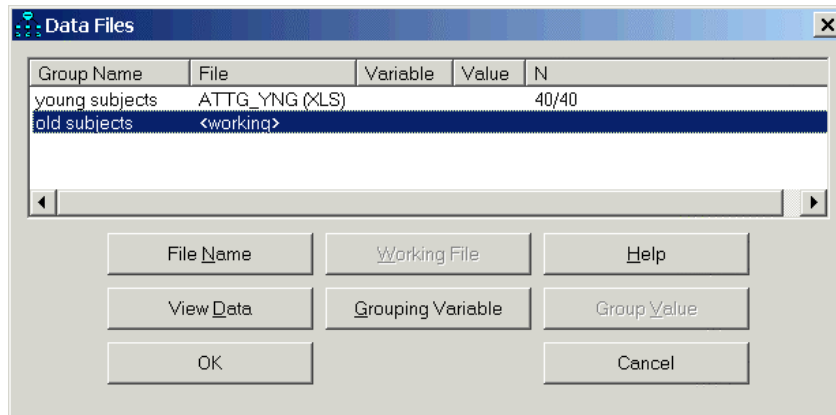 Data Files
Group Name File Variable Value N
young subjects ATTG_YNG (XLS) 40/40
old subjects <working>
File Name Working File Help
View Data Grouping Variable Group Value
OK Cancel